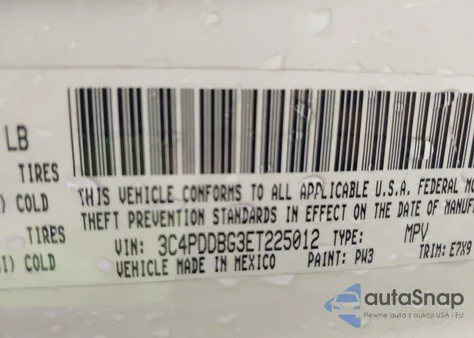 LB
TIRES
) COLD
TIRES
I) COLD
THIS VEHICLE CONFORMS TO ALL APPLICABLE U.S.A. FEDERAL MO
THEFT PREVENTION STANDARDS IN EFFECT ON THE DATE OF MANUF
VIN: 3C4PDDBG3ET225012 TYPE: MPV
VEHICLE MADE IN MEXICO PAINT: PW3 TRIM: E7X9
autoSnap
Pewne auta z aukcji USA - EU